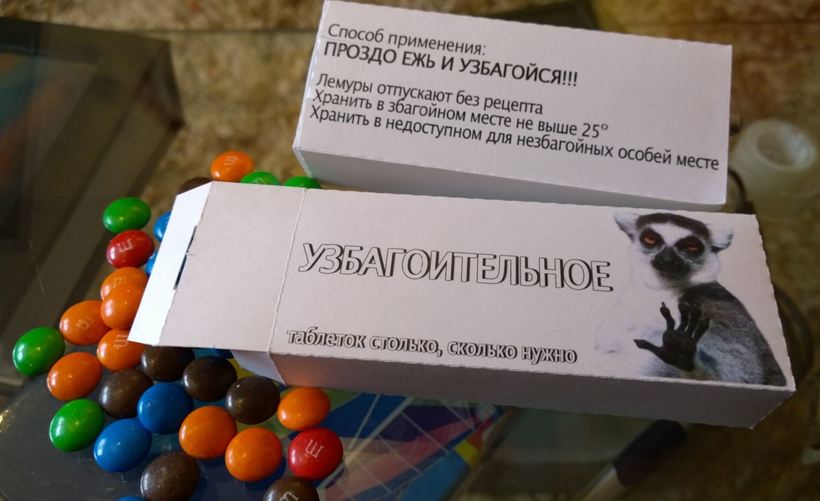 Способ применения:
ПРОЗДО ЕЖЬ И УЗБАГОЙСЯ!!!
Лемуры отпускают без рецепта
Хранить в збагойном месте не выше 25°
Хранить в недоступном для незбагойных особей месте
УЗБАГОИТЕЛЬНОЕ
таблеток столько, сколько нужно
m
m
m
m
m
m